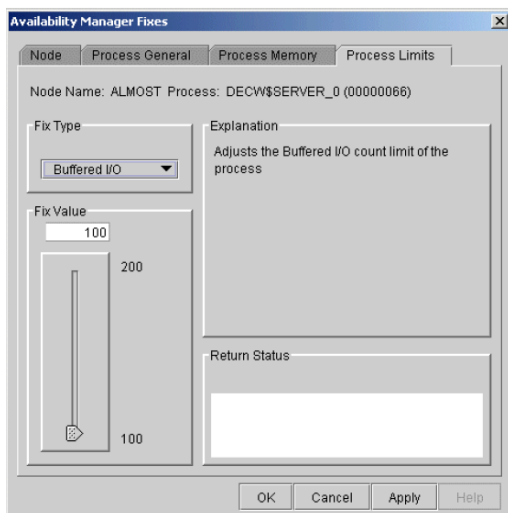 Availability Manager Fixes
Node Process General Process Memory Process Limits
Node Name: ALMOST Process: DECW$SERVER_0 (00000066)
Fix Type
Buffered I/O
Explanation
Adjusts the Buffered I/O count limit of the
process
Fix Value
100
200
100
Return Status
OK Cancel Apply Help